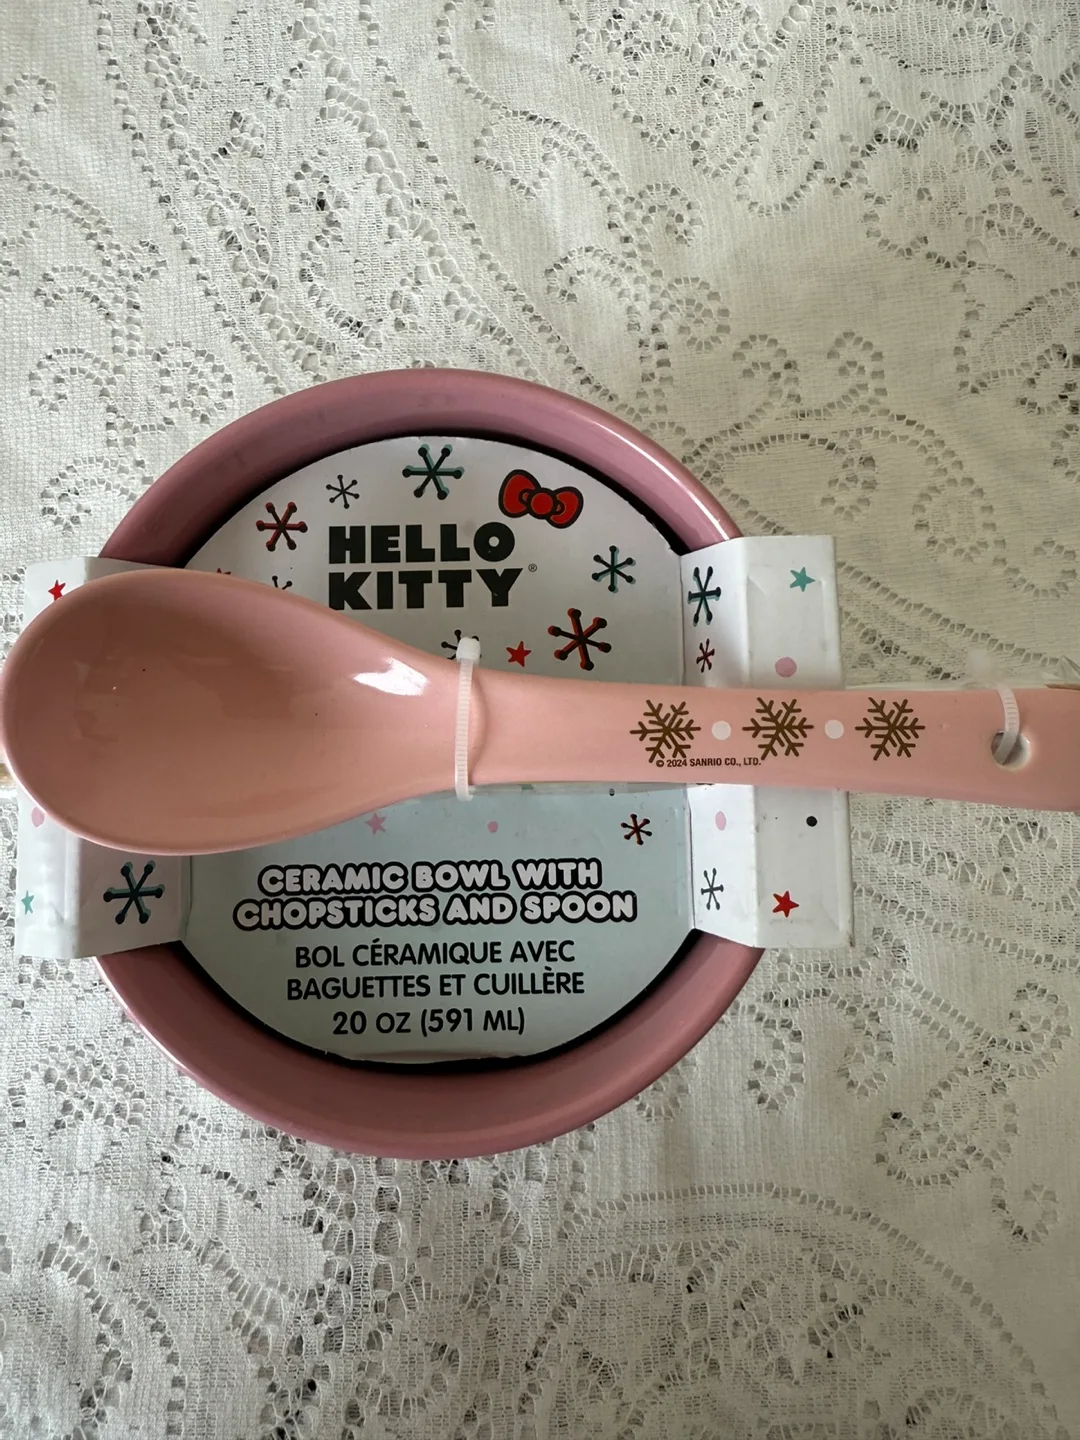 HELLO
KITTY®
© 2024 SANRIO CO., LTD.
CERAMIC BOWL WITH
CHOPSTICKS AND SPOON
BOL CÉRAMIQUE AVEC
BAGUETTES ET CUILLÈRE
20 OZ (591 ML)